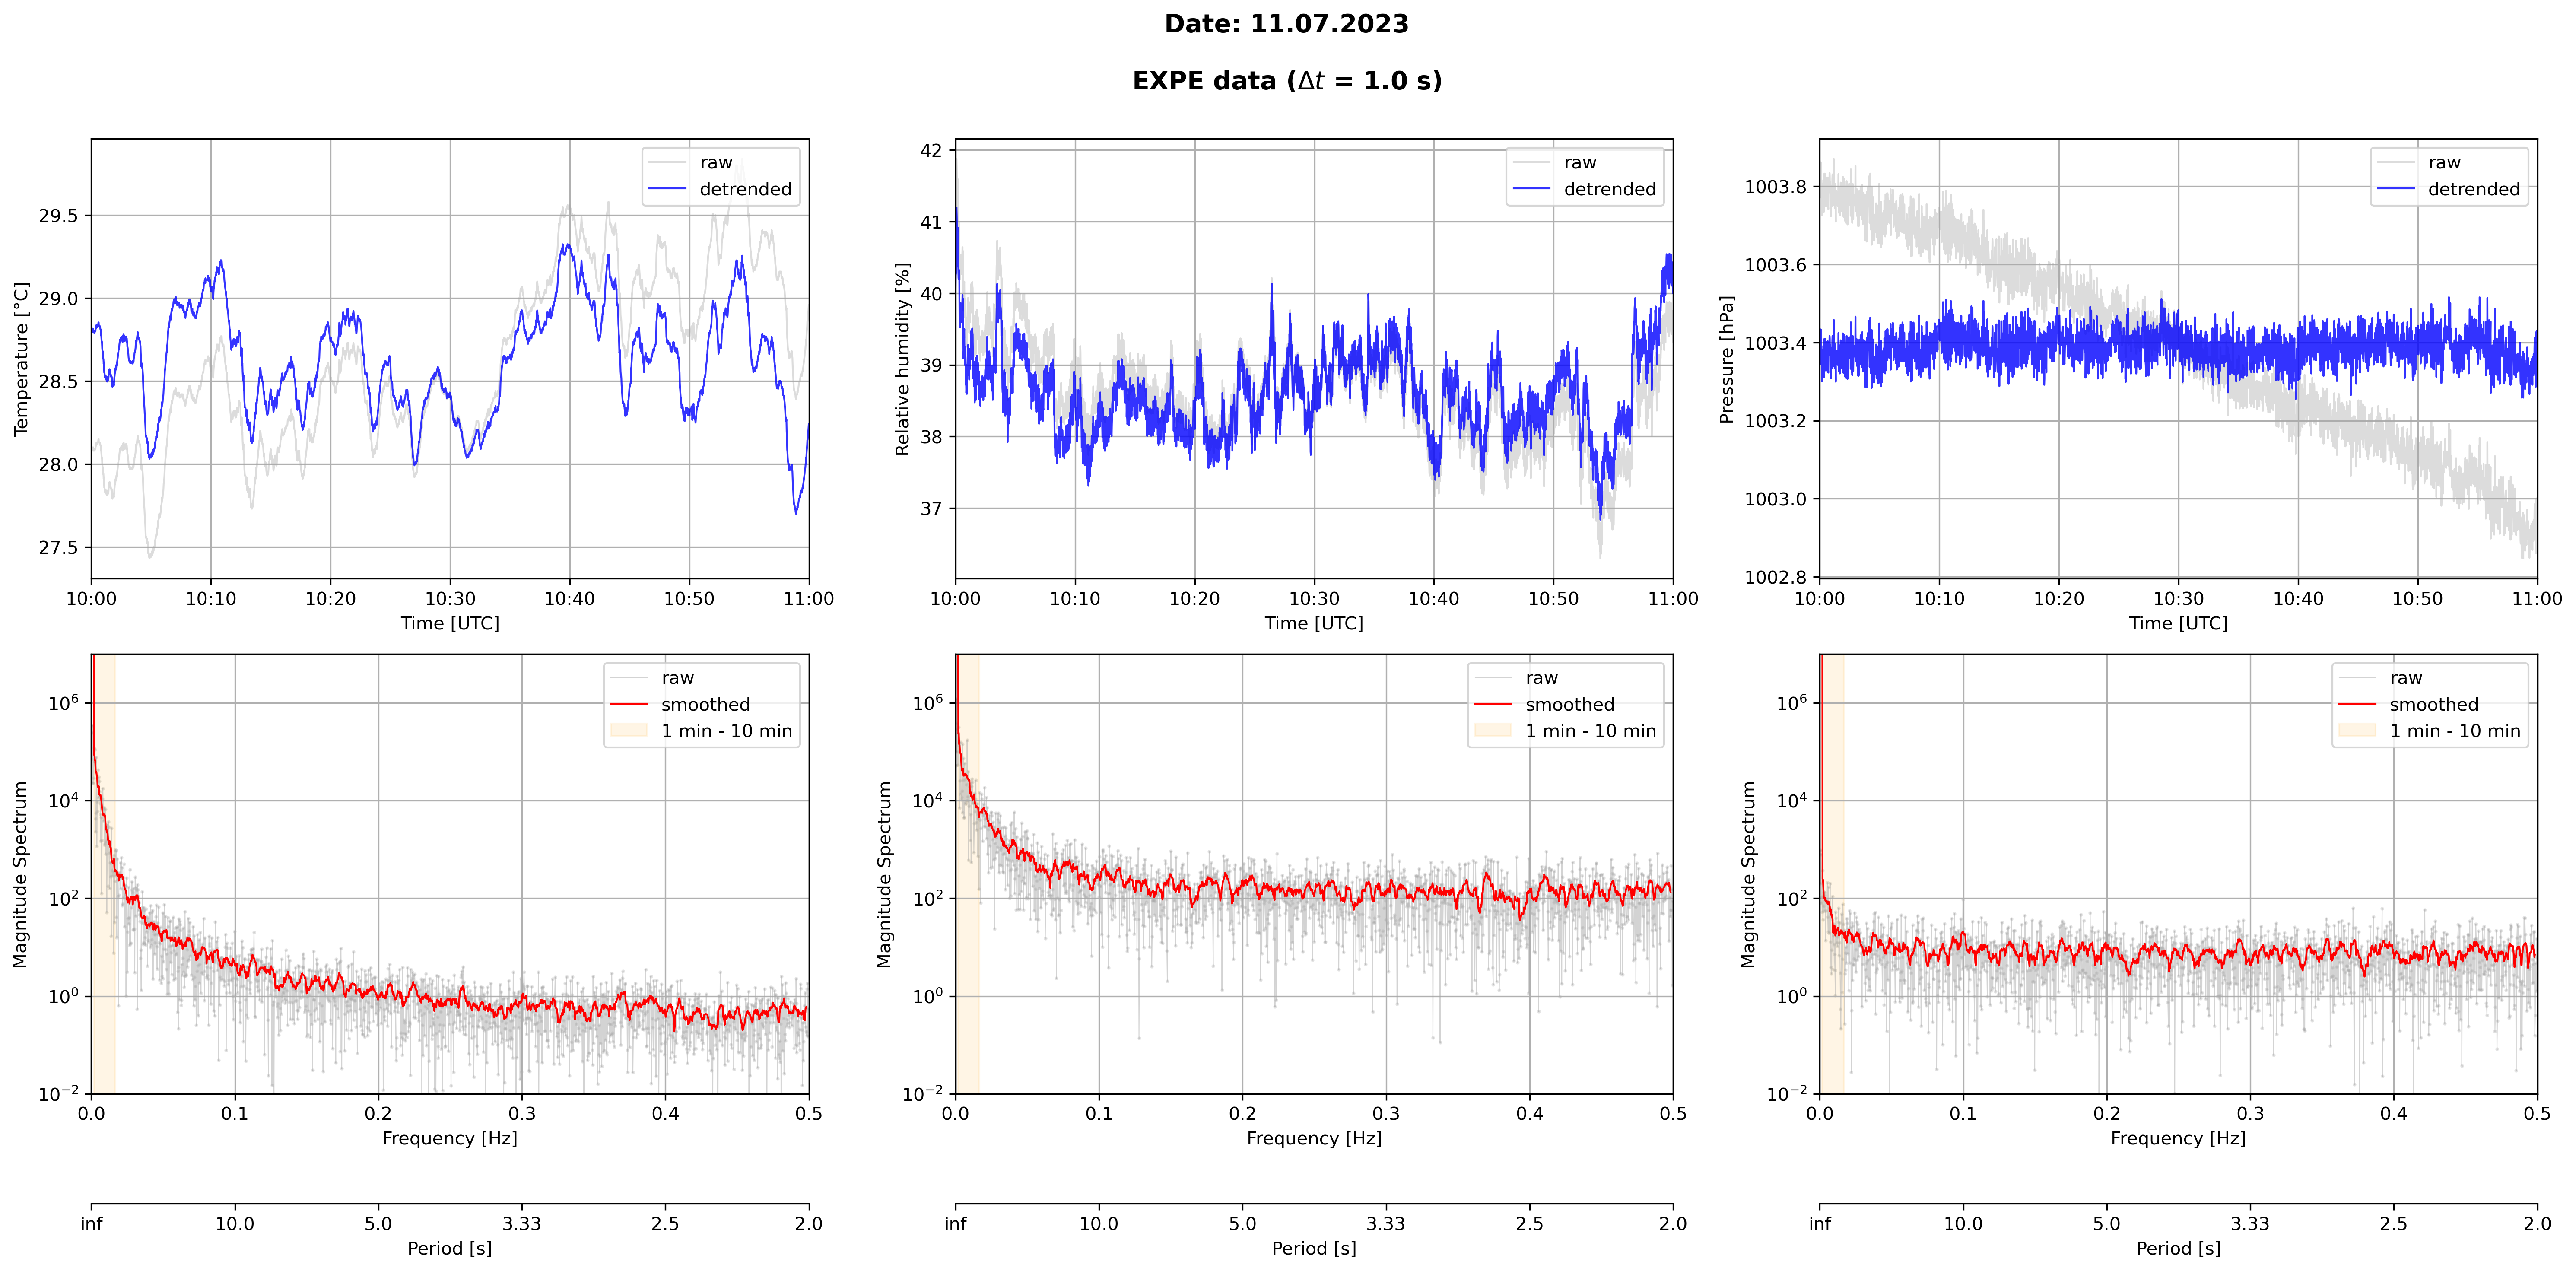 Date: 11.07.2023
EXPE data (Δt = 1.0 s)
raw
detrended
29.5
29.0
28.5
28.0
27.5
Temperature [°C]
10:00 10:10 10:20 10:30 10:40 10:50 11:00
Time [UTC]
raw
detrended
42
41
40
39
38
37
Relative humidity [%]
10:00 10:10 10:20 10:30 10:40 10:50 11:00
Time [UTC]
raw
detrended
1003.8
1003.6
1003.4
1003.2
1003.0
1002.8
Pressure [hPa]
10:00 10:10 10:20 10:30 10:40 10:50 11:00
Time [UTC]
raw
smoothed
1 min - 10 min
10⁶
10⁴
10²
10⁰
10⁻²
Magnitude Spectrum
0.0 0.1 0.2 0.3 0.4 0.5
Frequency [Hz]
inf 10.0 5.0 3.33 2.5 2.0
Period [s]
raw
smoothed
1 min - 10 min
10⁶
10⁴
10²
10⁰
10⁻²
Magnitude Spectrum
0.0 0.1 0.2 0.3 0.4 0.5
Frequency [Hz]
inf 10.0 5.0 3.33 2.5 2.0
Period [s]
raw
smoothed
1 min - 10 min
10⁶
10⁴
10²
10⁰
10⁻²
Magnitude Spectrum
0.0 0.1 0.2 0.3 0.4 0.5
Frequency [Hz]
inf 10.0 5.0 3.33 2.5 2.0
Period [s]